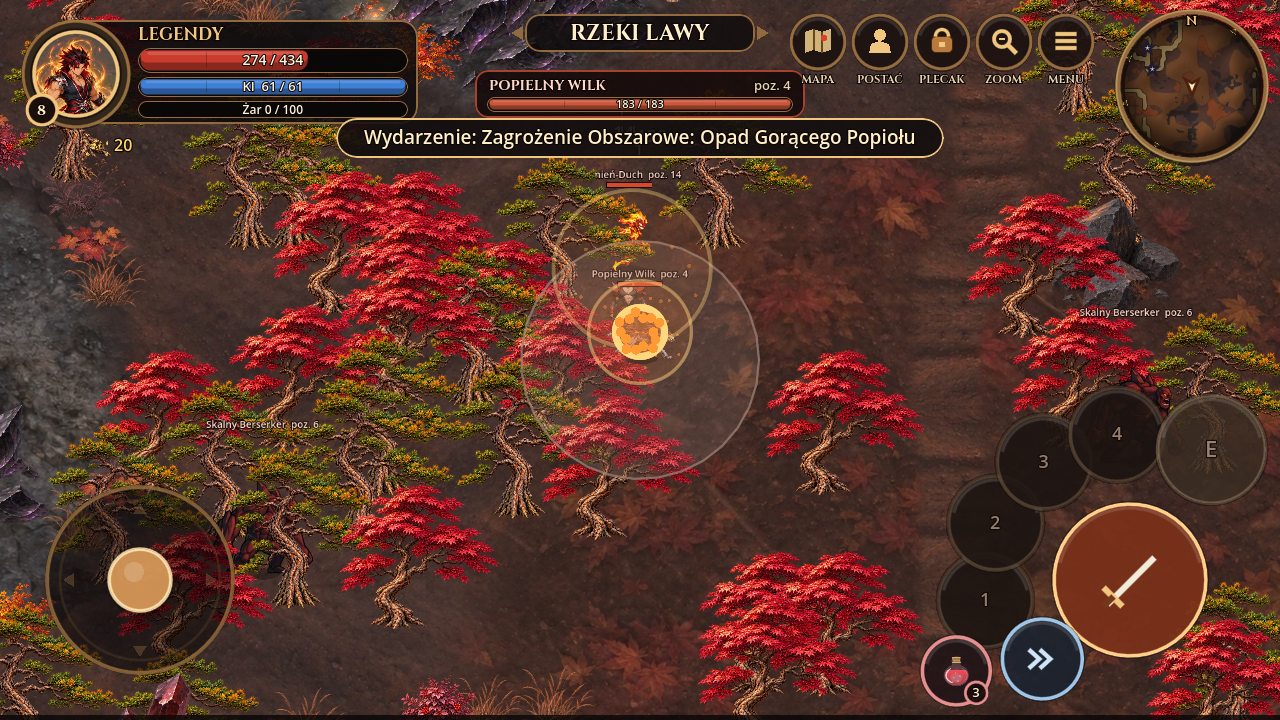 LEGENDY
274 / 434
KI 61 / 61
Żar 0 / 100
8
20
RZEKI LAWY
POPIELNY WILK poz. 4
183 / 183
MAPA
POSTAĆ
PLECAK
ZOOM
MENU
N
Wydarzenie: Zagrożenie Obszarowe: Opad Gorącego Popiołu
mień-Duch poz. 14
Popielny Wilk poz. 4
Skalny Berserker poz. 6
Skalny Berserker poz. 6
4
E
3
2
1
3